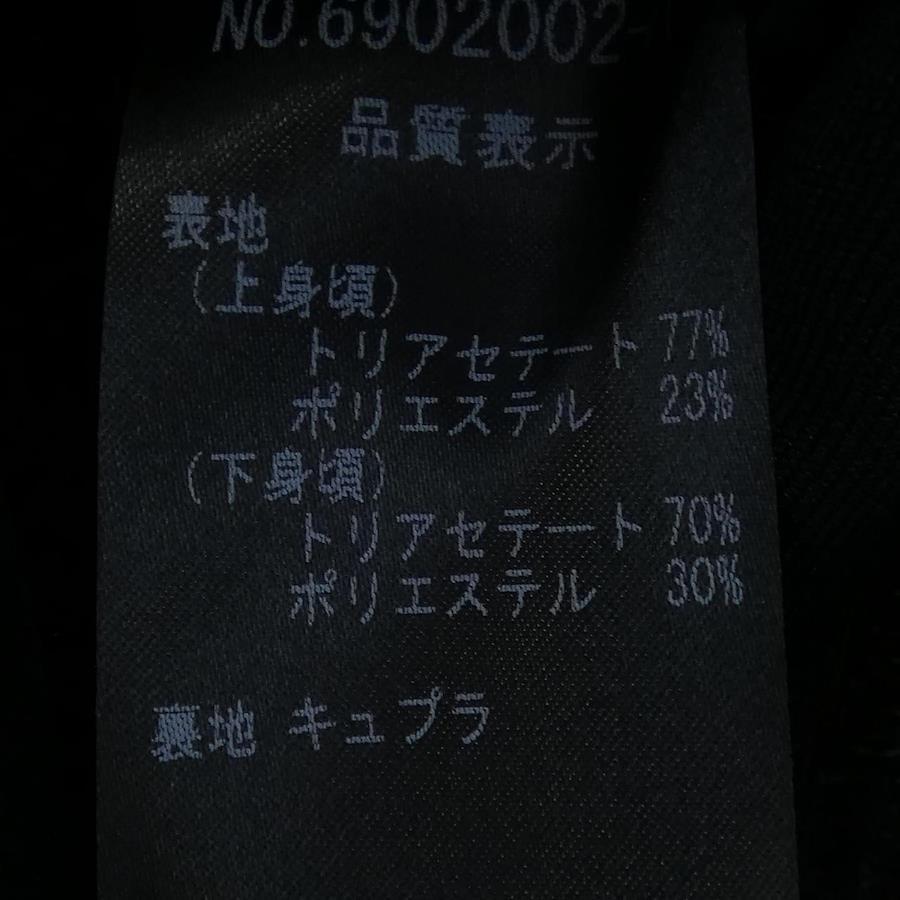 NO.6902002-
品質表示
表地
(上身頃)
トリアセテート 77%
ポリエステル 23%
(下身頃)
トリアセテート 70%
ポリエステル 30%
裏地 キュプラ